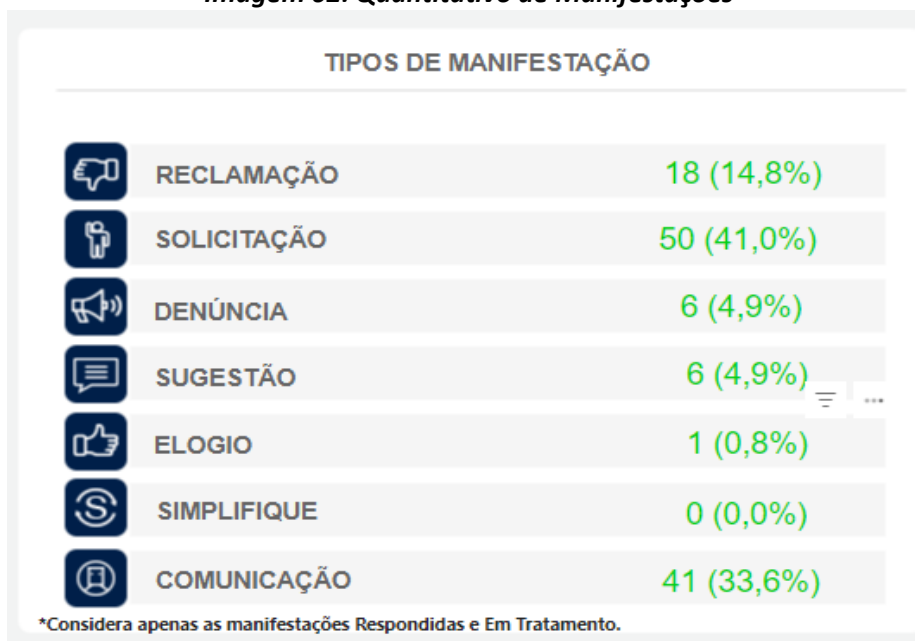 TIPOS DE MANIFESTAÇÃO
RECLAMAÇÃO 18 (14,8%)
SOLICITAÇÃO 50 (41,0%)
DENÚNCIA 6 (4,9%)
SUGESTÃO 6 (4,9%)
ELOGIO 1 (0,8%)
SIMPLIFIQUE 0 (0,0%)
COMUNICAÇÃO 41 (33,6%)
*Considera apenas as manifestações Respondidas e Em Tratamento.